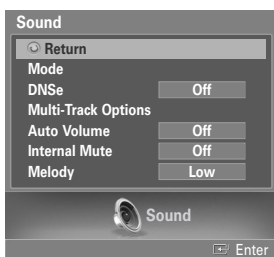 Sound
Return
Mode
DNSe Off
Multi-Track Options
Auto Volume Off
Internal Mute Off
Melody Low
Sound
Enter